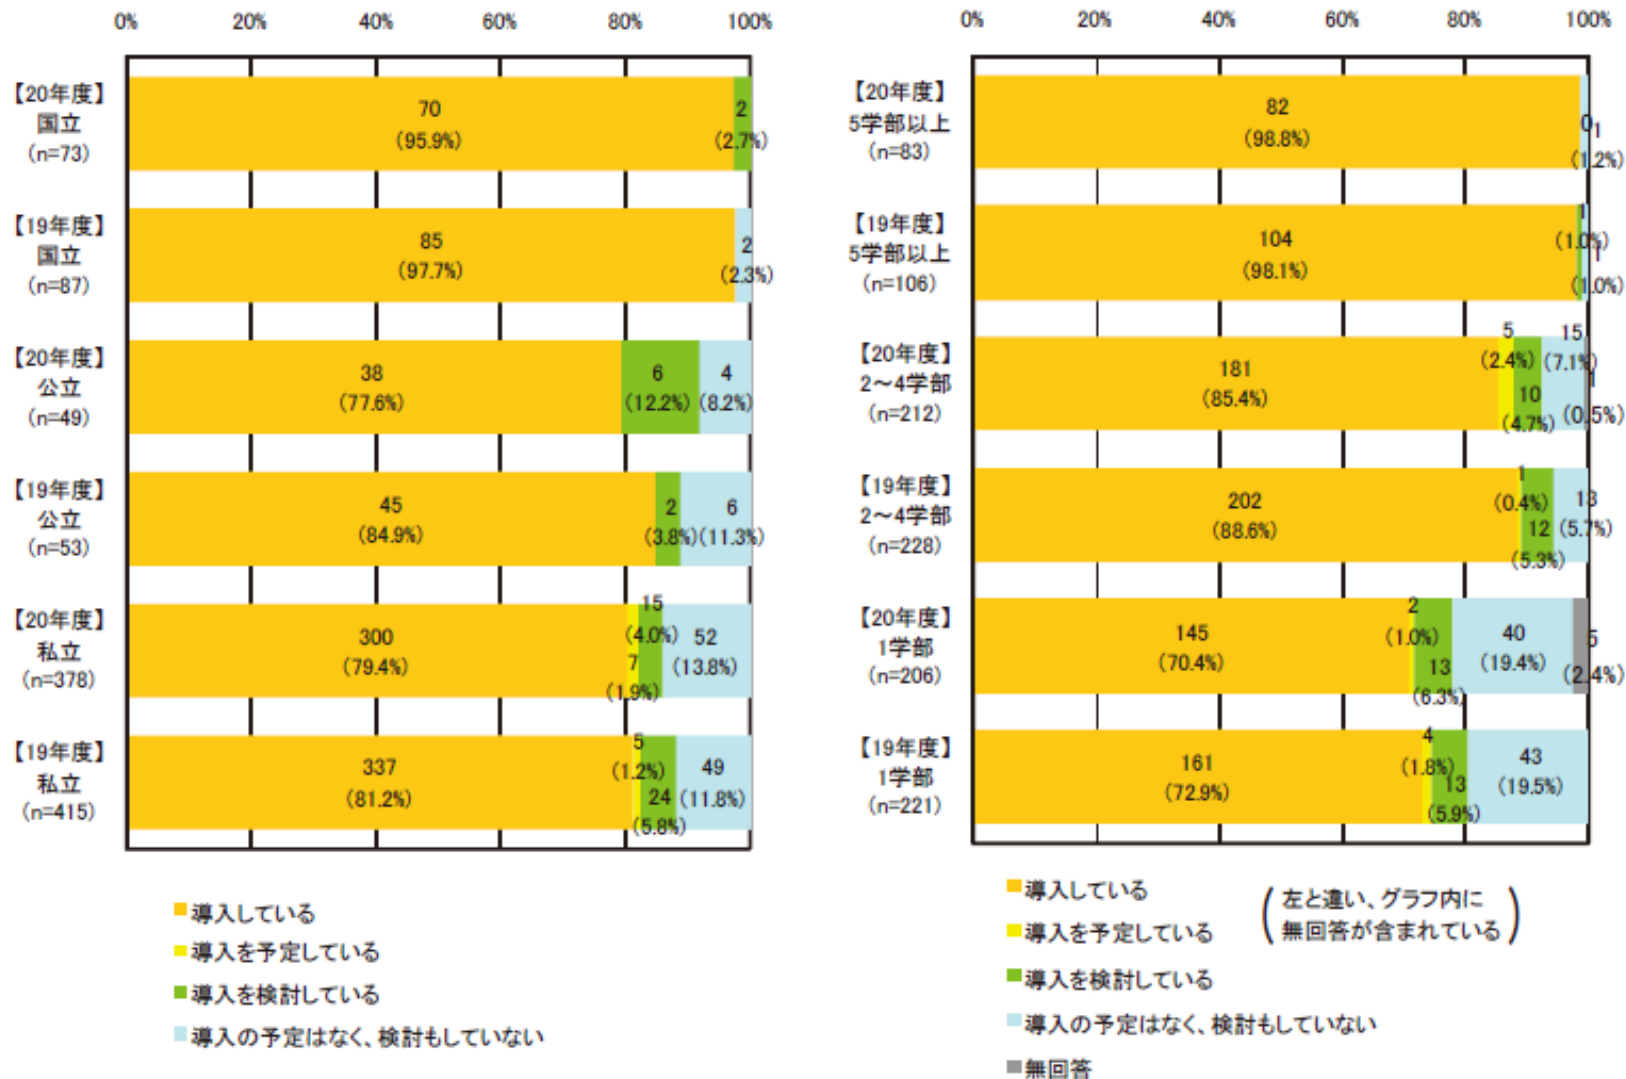 0% 20% 40% 60% 80% 100%
【20年度】
国立
(n=73)
70
(95.9%)
2
(2.7%)
【19年度】
国立
(n=87)
85
(97.7%)
2
(2.3%)
【20年度】
公立
(n=49)
38
(77.6%)
6
(12.2%)
4
(8.2%)
【19年度】
公立
(n=53)
45
(84.9%)
2
(3.8%)
6
(11.3%)
【20年度】
私立
(n=378)
300
(79.4%)
7
(1.9%)
15
(4.0%)
52
(13.8%)
【19年度】
私立
(n=415)
337
(81.2%)
5
(1.2%)
24
(5.8%)
49
(11.8%)
■導入している
■導入を予定している
■導入を検討している
■導入の予定はなく、検討もしていない
0% 20% 40% 60% 80% 100%
【20年度】
5学部以上
(n=83)
82
(98.8%)
0
1
(1.2%)
【19年度】
5学部以上
(n=106)
104
(98.1%)
1
(1.0%)
1
(1.0%)
【20年度】
2～4学部
(n=212)
181
(85.4%)
5
(2.4%)
10
(4.7%)
15
(7.1%)
1
(0.5%)
【19年度】
2～4学部
(n=228)
202
(88.6%)
1
(0.4%)
12
(5.3%)
13
(5.7%)
【20年度】
1学部
(n=206)
145
(70.4%)
2
(1.0%)
13
(6.3%)
40
(19.4%)
5
(2.4%)
【19年度】
1学部
(n=221)
161
(72.9%)
4
(1.8%)
13
(5.9%)
43
(19.5%)
■導入している
■導入を予定している
■導入を検討している
■導入の予定はなく、検討もしていない
■無回答
(左と違い、グラフ内に
無回答が含まれている)